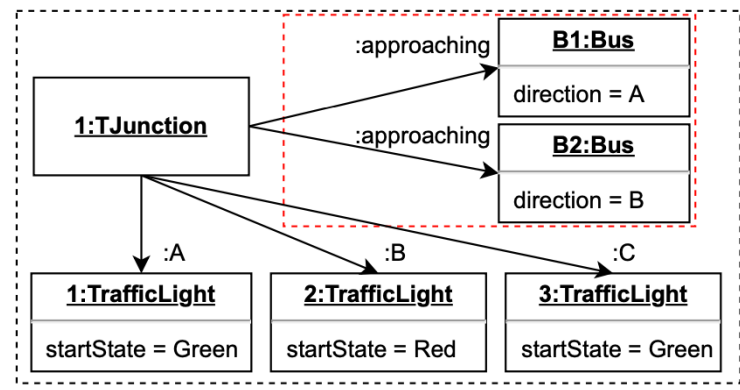 :approaching
B1:Bus
direction = A
1:TJunction
:approaching
B2:Bus
direction = B
:A
:B
:C
1:TrafficLight
2:TrafficLight
3:TrafficLight
startState = Green
startState = Red
startState = Green